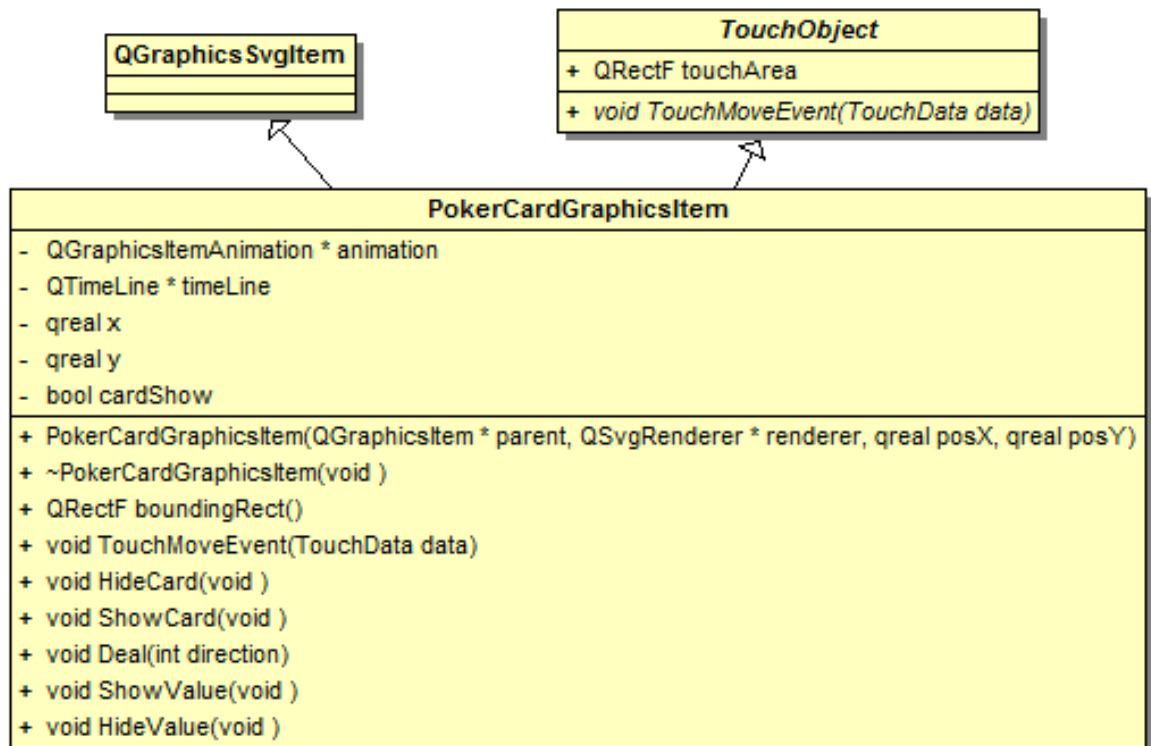 QGraphicsSvgItem
TouchObject
+ QRectF touchArea
+ void TouchMoveEvent(TouchData data)
PokerCardGraphicsItem
- QGraphicsItemAnimation * animation
- QTimeLine * timeLine
- qreal x
- qreal y
- bool cardShow
+ PokerCardGraphicsItem(QGraphicsItem * parent, QSvgRenderer * renderer, qreal posX, qreal posY)
+ ~PokerCardGraphicsItem(void )
+ QRectF boundingRect()
+ void TouchMoveEvent(TouchData data)
+ void HideCard(void )
+ void ShowCard(void )
+ void Deal(int direction)
+ void ShowValue(void )
+ void HideValue(void )